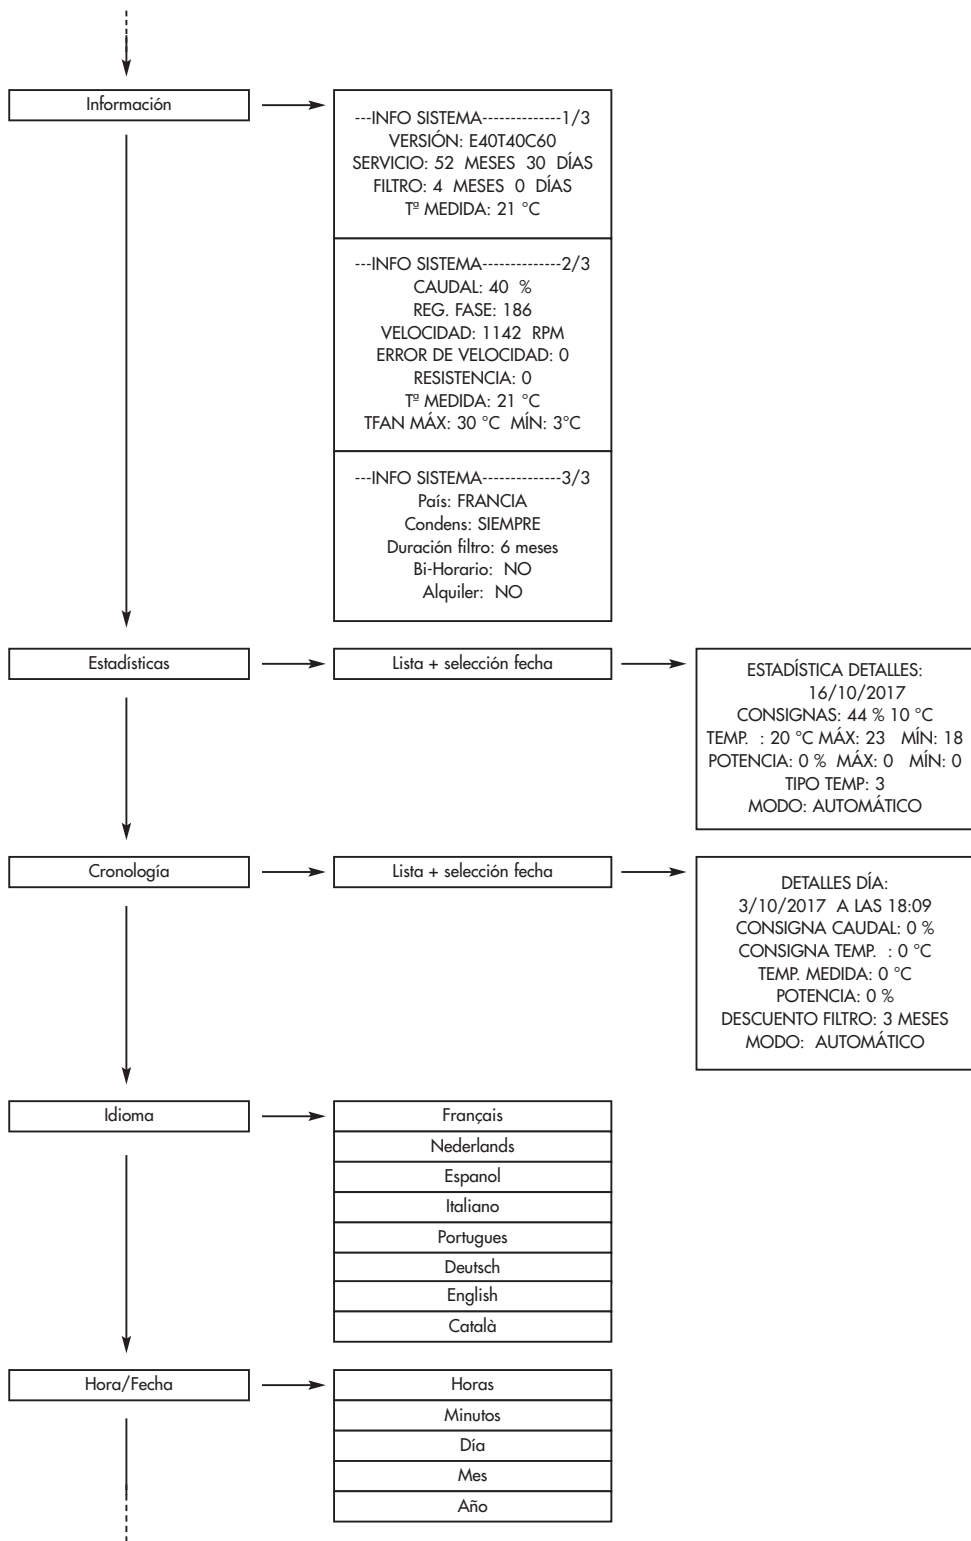 Información
---INFO SISTEMA--------------1/3
VERSIÓN: E40T40C60
SERVICIO: 52 MESES 30 DÍAS
FILTRO: 4 MESES 0 DÍAS
Tª MEDIDA: 21 °C
---INFO SISTEMA--------------2/3
CAUDAL: 40 %
REG. FASE: 186
VELOCIDAD: 1142 RPM
ERROR DE VELOCIDAD: 0
RESISTENCIA: 0
Tª MEDIDA: 21 °C
TFAN MÁX: 30 °C MÍN: 3°C
---INFO SISTEMA--------------3/3
País: FRANCIA
Condens: SIEMPRE
Duración filtro: 6 meses
Bi-Horario: NO
Alquiler: NO
Estadísticas
Lista + selección fecha
ESTADÍSTICA DETALLES:
16/10/2017
CONSIGNAS: 44 % 10 °C
TEMP. : 20 °C MÁX: 23 MÍN: 18
POTENCIA: 0 % MÁX: 0 MÍN: 0
TIPO TEMP: 3
MODO: AUTOMÁTICO
Cronología
Lista + selección fecha
DETALLES DÍA:
3/10/2017 A LAS 18:09
CONSIGNA CAUDAL: 0 %
CONSIGNA TEMP. : 0 °C
TEMP. MEDIDA: 0 °C
POTENCIA: 0 %
DESCUENTO FILTRO: 3 MESES
MODO: AUTOMÁTICO
Idioma
Français
Nederlands
Espanol
Italiano
Portugues
Deutsch
English
Català
Hora/Fecha
Horas
Minutos
Día
Mes
Año